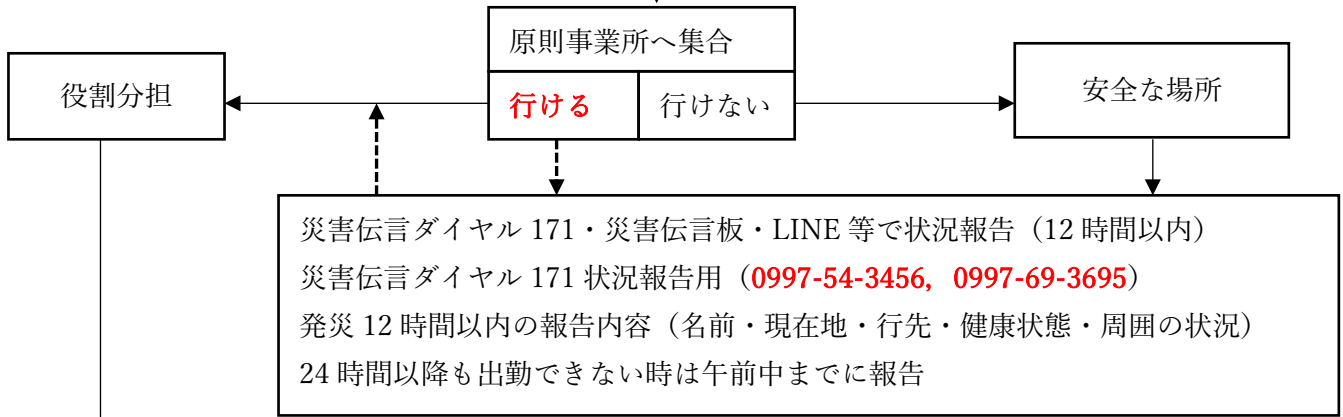 原則事業所へ集合
役割分担
行ける
行けない
安全な場所
災害伝言ダイヤル 171・災害伝言板・LINE 等で状況報告（12 時間以内）
災害伝言ダイヤル 171 状況報告用（0997-54-3456，0997-69-3695）
発災 12 時間以内の報告内容（名前・現在地・行先・健康状態・周囲の状況）
24 時間以降も出勤できない時は午前中までに報告